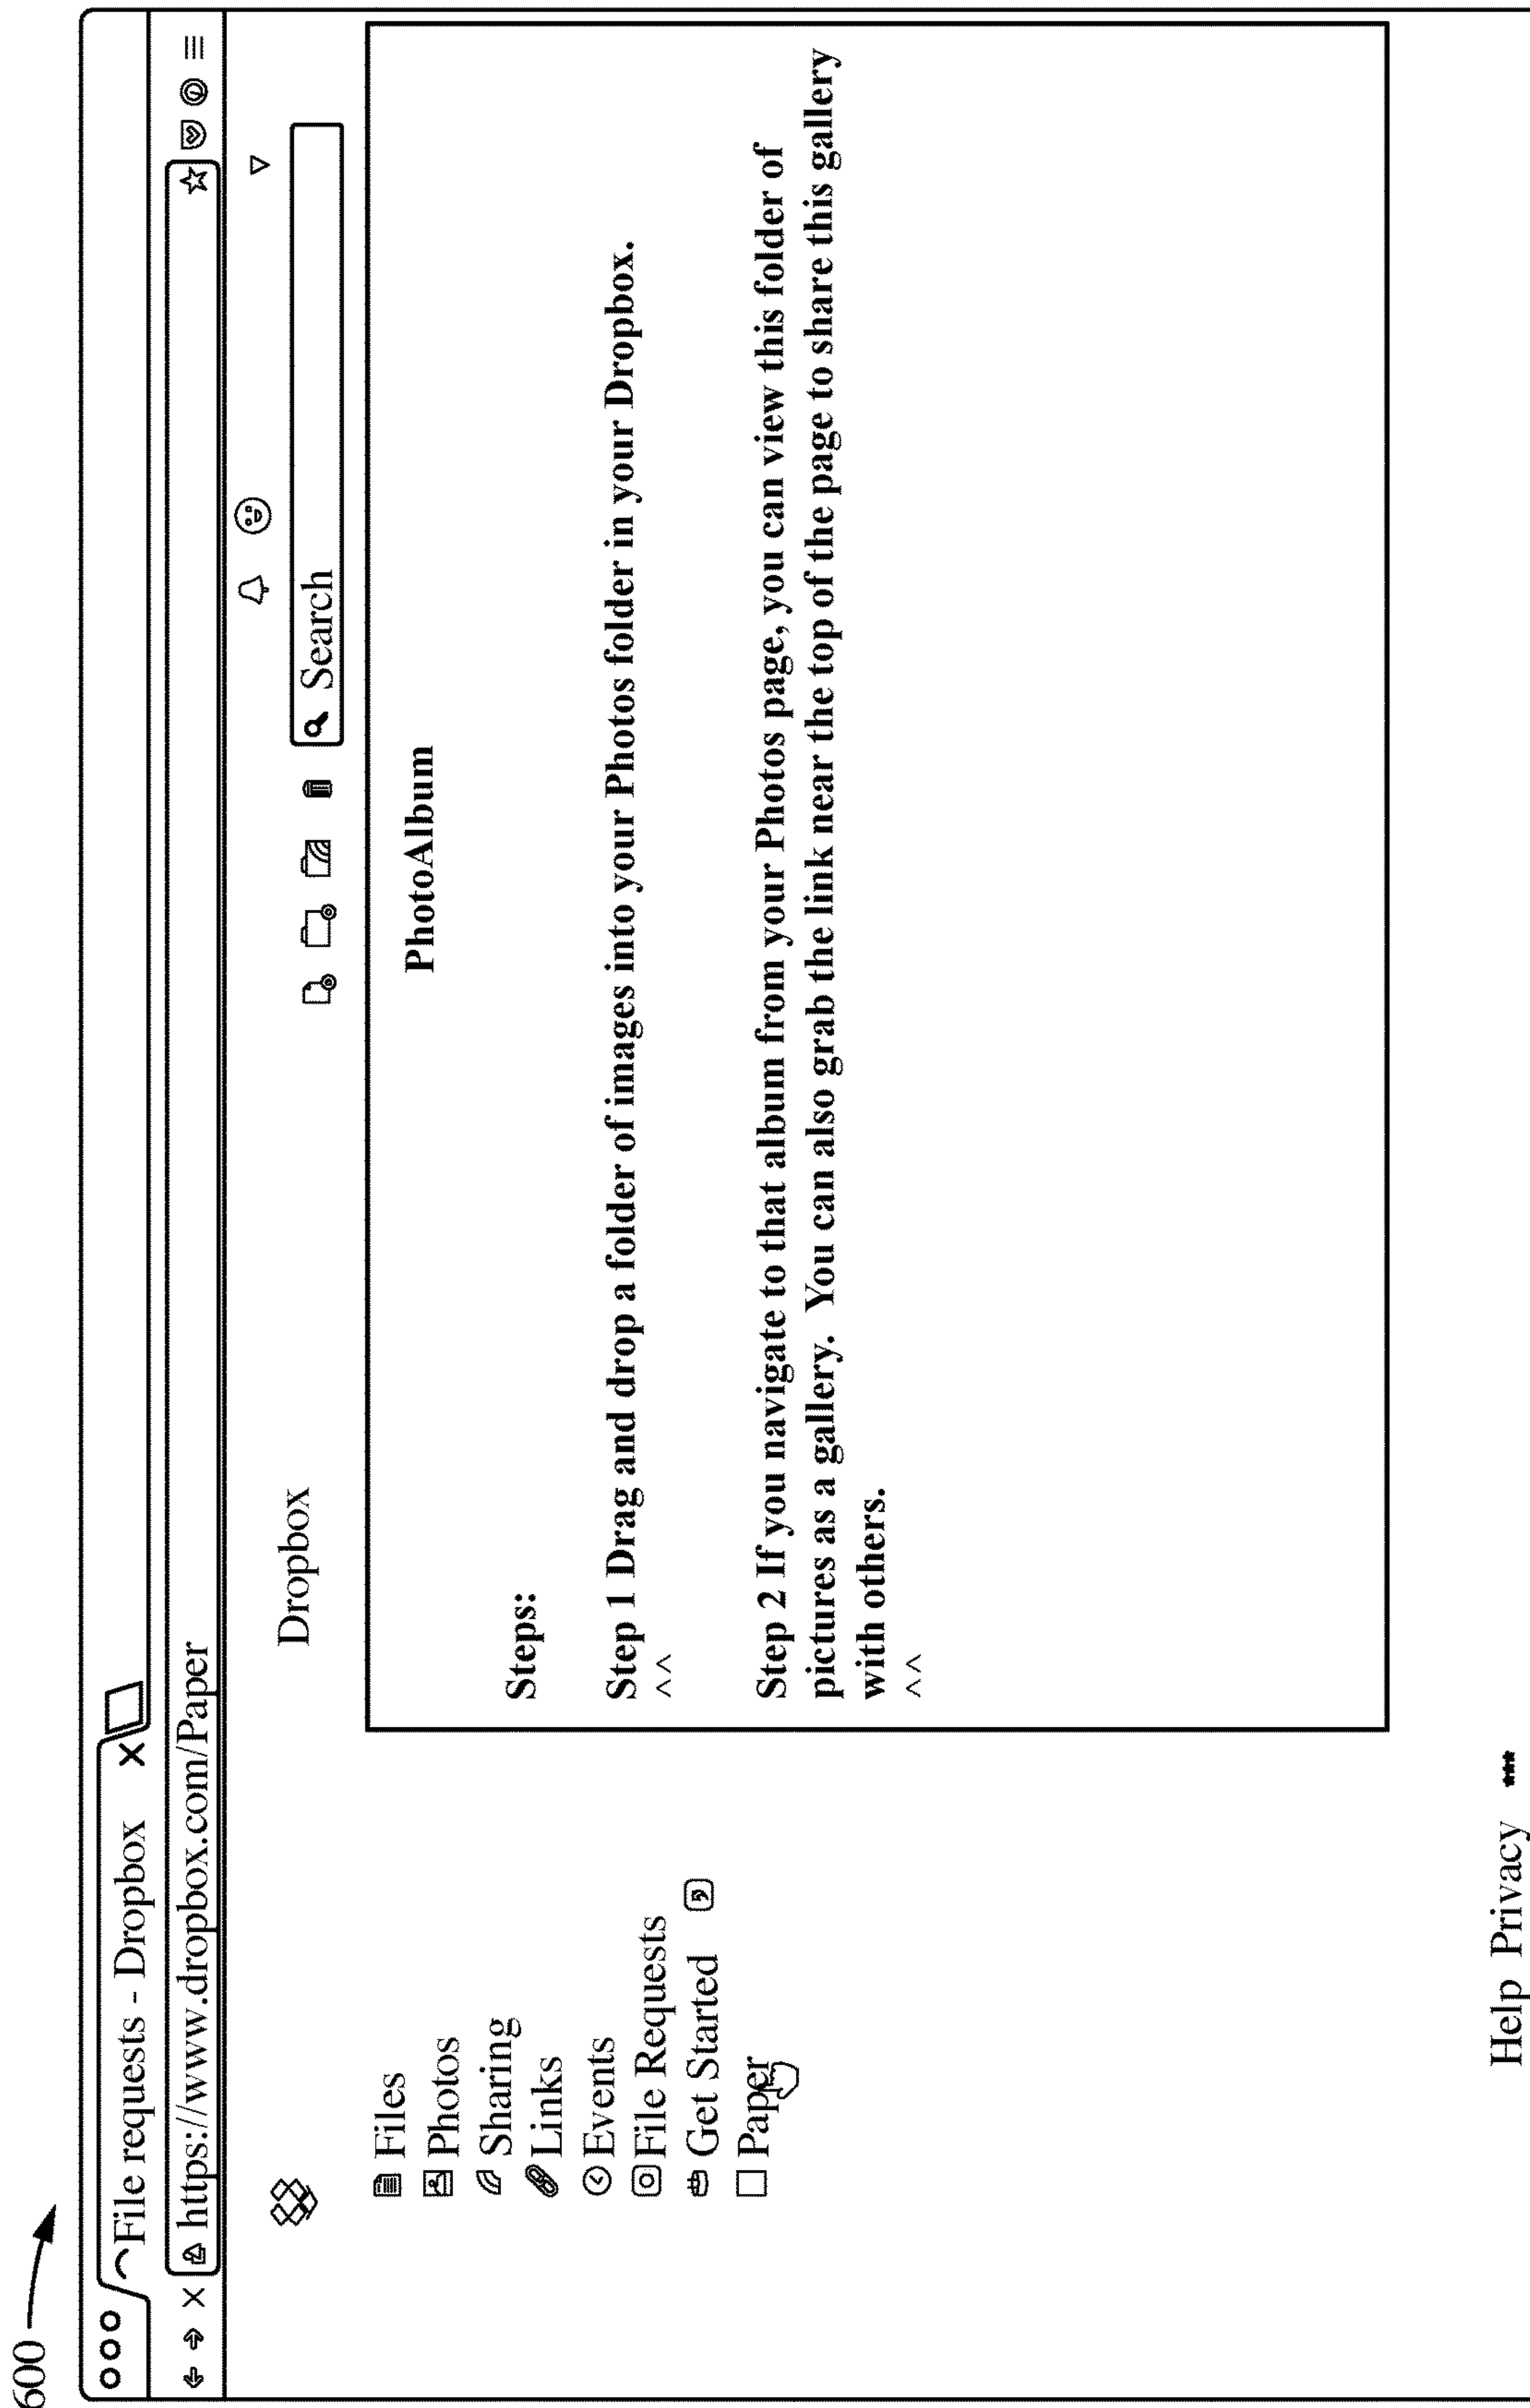 600
File requests - Dropbox X
https://www.dropbox.com/Paper
Dropbox
Search
Files
Photos
Sharing
Links
Events
File Requests
Get Started
Paper
PhotoAlbum
Steps:
Step 1 Drag and drop a folder of images into your Photos folder in your Dropbox.
^^
Step 2 If you navigate to that album from your Photos page, you can view this folder of
pictures as a gallery.  You can also grab the link near the top of the page to share this gallery
with others.
^^
Help Privacy